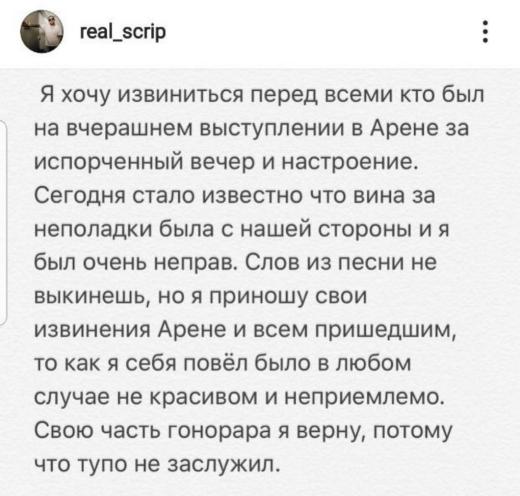 real_scrip
Я хочу извиниться перед всеми кто был
на вчерашнем выступлении в Арене за
испорченный вечер и настроение.
Сегодня стало известно что вина за
неполадки была с нашей стороны и я
был очень неправ. Слов из песни не
выкинешь, но я приношу свои
извинения Арене и всем пришедшим,
то как я себя повёл было в любом
случае не красивом и неприемлемо.
Свою часть гонорара я верну, потому
что тупо не заслужил.